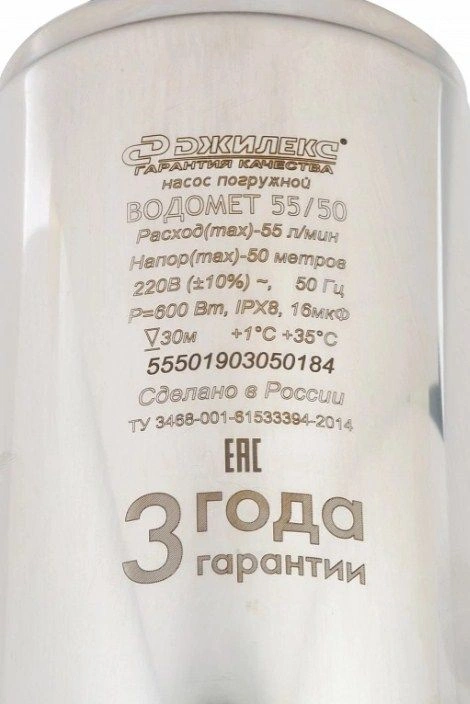 ДЖИЛЕКС®
ГАРАНТИЯ КАЧЕСТВА
насос погружной
ВОДОМЕТ 55/50
Расход(max)-55 л/мин
Напор(max)-50 метров
220В (±10%) ~, 50 Гц
P=600 Вт, IPX8, 16мкФ
▽30м +1°C +35°C
55501903050184
Сделано в России
ТУ 3468-001-61533394-2014
EAC
3 года
гарантии